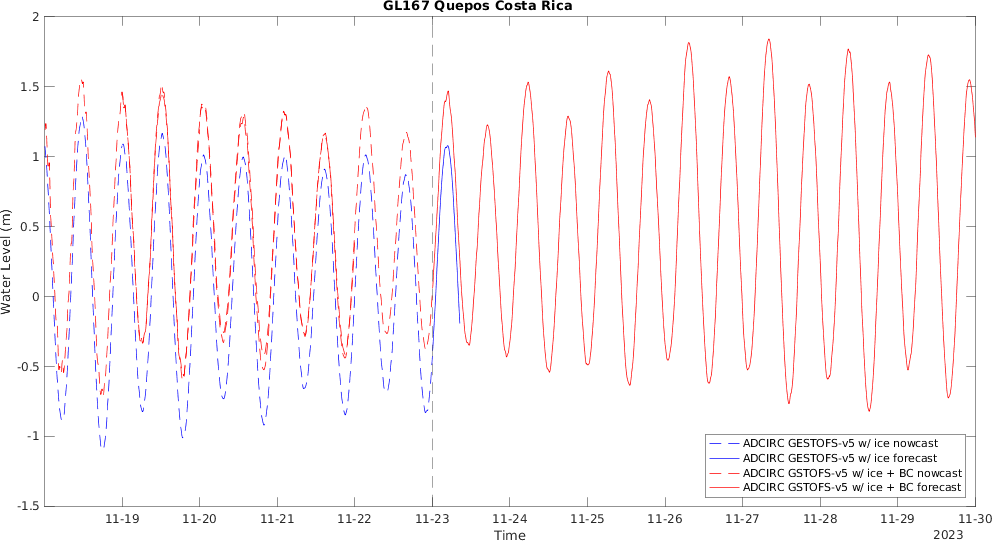 GL167 Quepos Costa Rica
2
1.5
1
0.5
0
-0.5
-1
-1.5
Water Level (m)
ADCIRC GESTOFS-v5 w/ ice nowcast
ADCIRC GESTOFS-v5 w/ ice forecast
ADCIRC GSTOFS-v5 w/ ice + BC nowcast
ADCIRC GSTOFS-v5 w/ ice + BC forecast
11-19 11-20 11-21 11-22 11-23 11-24 11-25 11-26 11-27 11-28 11-29 11-30
Time
2023